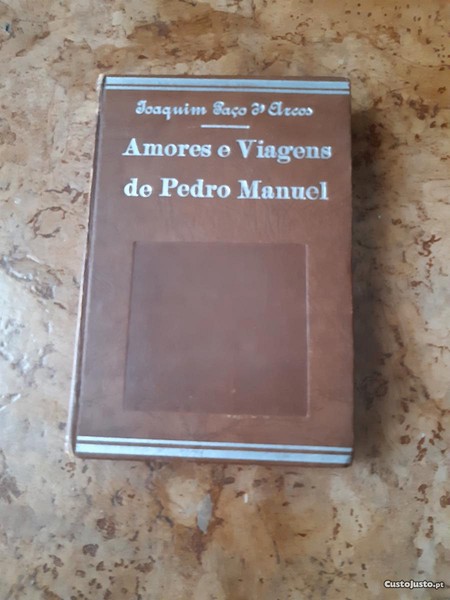 Joaquim Paço d'Arcos
Amores e Viagens
de Pedro Manuel
CustoJusto.pt